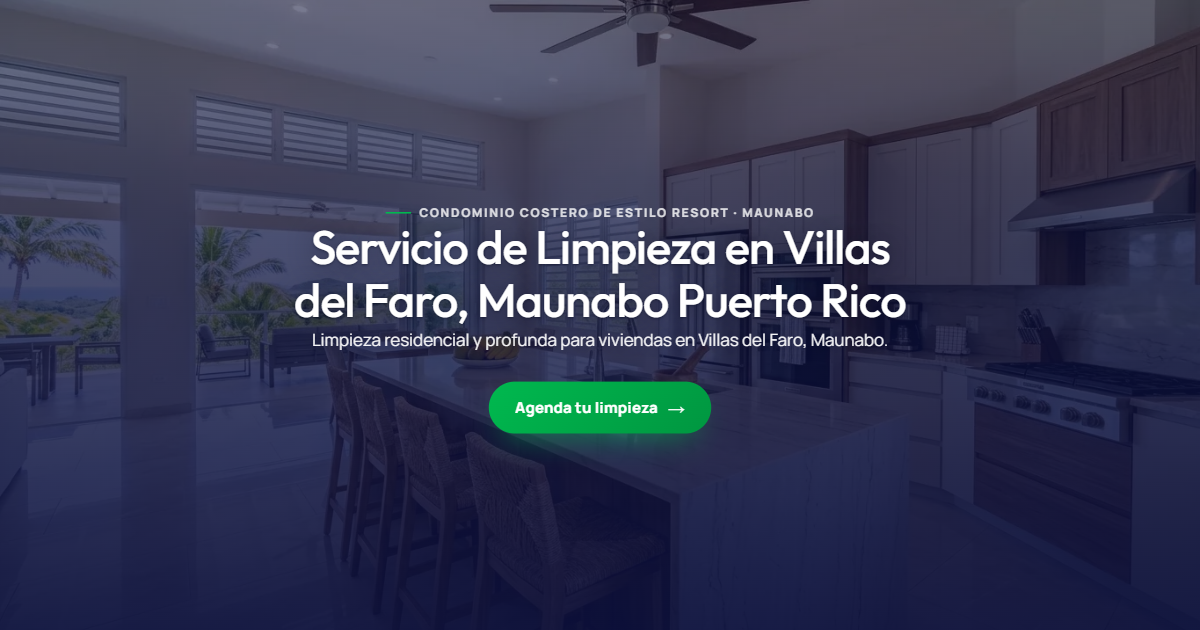 CONDOMINIO COSTERO DE ESTILO RESORT · MAUNABO
Servicio de Limpieza en Villas
del Faro, Maunabo Puerto Rico
Limpieza residencial y profunda para viviendas en Villas del Faro, Maunabo.
Agenda tu limpieza →